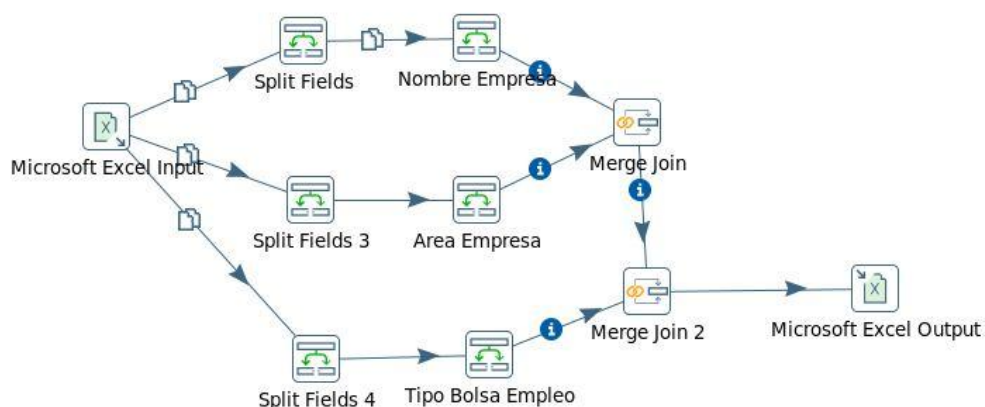 Split Fields
Nombre Empresa
Microsoft Excel Input
Merge Join
Split Fields 3
Area Empresa
Merge Join 2
Microsoft Excel Output
Split Fields 4
Tipo Bolsa Empleo